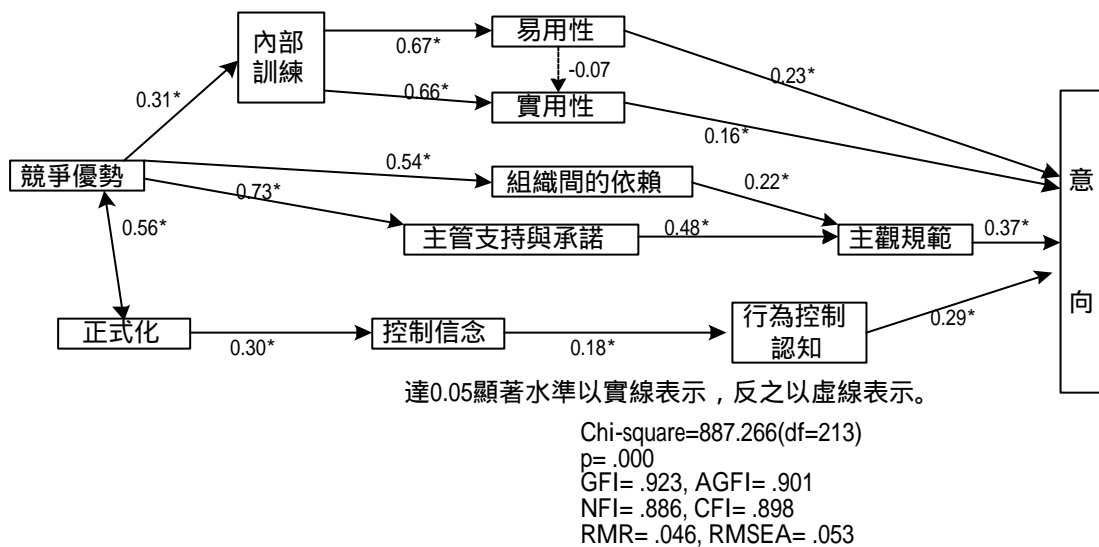 內部
訓練
0.67*
易用性
-0.07
0.23*
0.66*
實用性
0.31*
0.16*
意
向
競爭優勢
0.54*
組織間的依賴
0.22*
0.73*
主管支持與承諾
0.48*
主觀規範
0.37*
0.56*
正式化
0.30*
控制信念
0.18*
行為控制
認知
0.29*
達0.05顯著水準以實線表示，反之以虛線表示。
Chi-square=887.266(df=213)
p= .000
GFI= .923, AGFI= .901
NFI= .886, CFI= .898
RMR= .046, RMSEA= .053